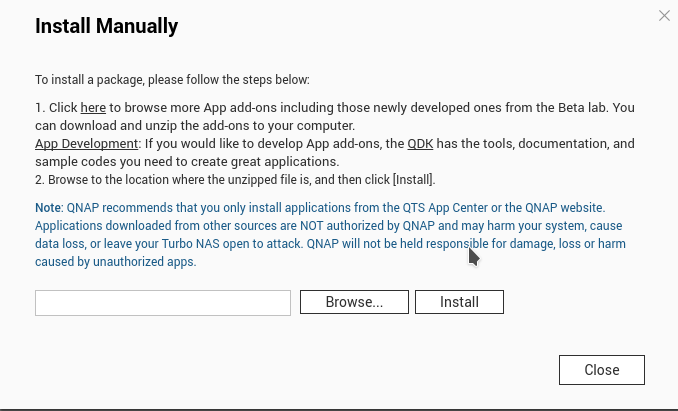 Install Manually
To install a package, please follow the steps below:
1. Click here to browse more App add-ons including those newly developed ones from the Beta lab. You
can download and unzip the add-ons to your computer.
App Development: If you would like to develop App add-ons, the QDK has the tools, documentation, and
sample codes you need to create great applications.
2. Browse to the location where the unzipped file is, and then click [Install].
Note: QNAP recommends that you only install applications from the QTS App Center or the QNAP website.
Applications downloaded from other sources are NOT authorized by QNAP and may harm your system, cause
data loss, or leave your Turbo NAS open to attack. QNAP will not be held responsible for damage, loss or harm
caused by unauthorized apps.
Browse... Install
Close